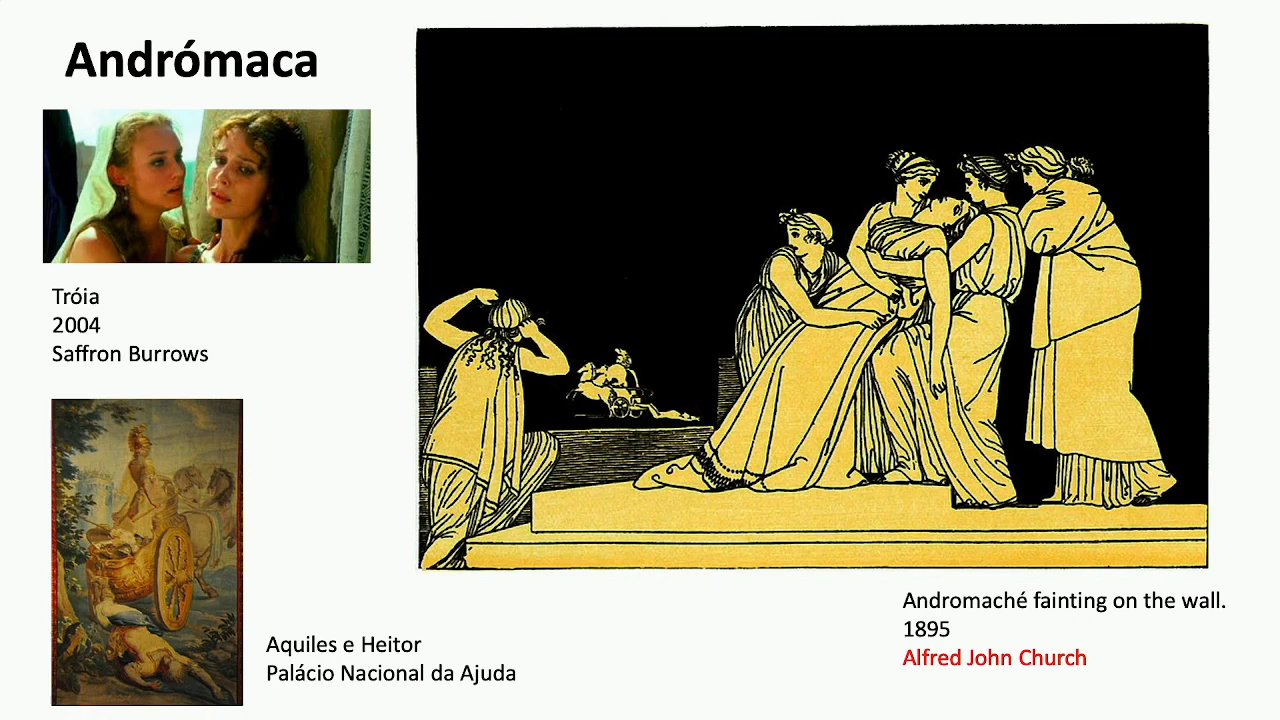 Andrómaca
Tróia
2004
Saffron Burrows
Aquiles e Heitor
Palácio Nacional da Ajuda
Andromaché fainting on the wall.
1895
Alfred John Church